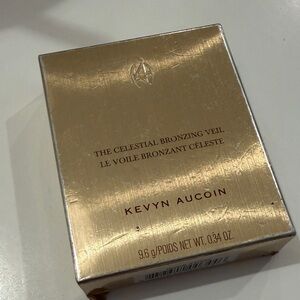 THE CELESTIAL BRONZING VEIL
LE VOILE BRONZANT CÉLESTE
KEVYN AUCOIN
9.6 g/POIDS NET WT. 0.34 OZ.